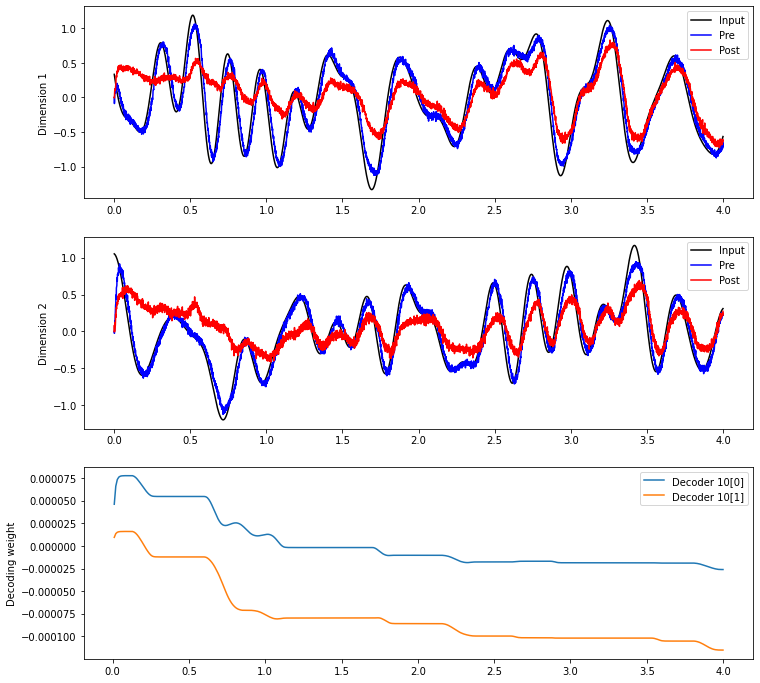 1.0
0.5
0.0
−0.5
−1.0
Dimension 1
Input
Pre
Post
0.0 0.5 1.0 1.5 2.0 2.5 3.0 3.5 4.0
1.0
0.5
0.0
−0.5
−1.0
Dimension 2
Input
Pre
Post
0.0 0.5 1.0 1.5 2.0 2.5 3.0 3.5 4.0
0.000075
0.000050
0.000025
0.000000
−0.000025
−0.000050
−0.000075
−0.000100
Decoding weight
Decoder 10[0]
Decoder 10[1]
0.0 0.5 1.0 1.5 2.0 2.5 3.0 3.5 4.0